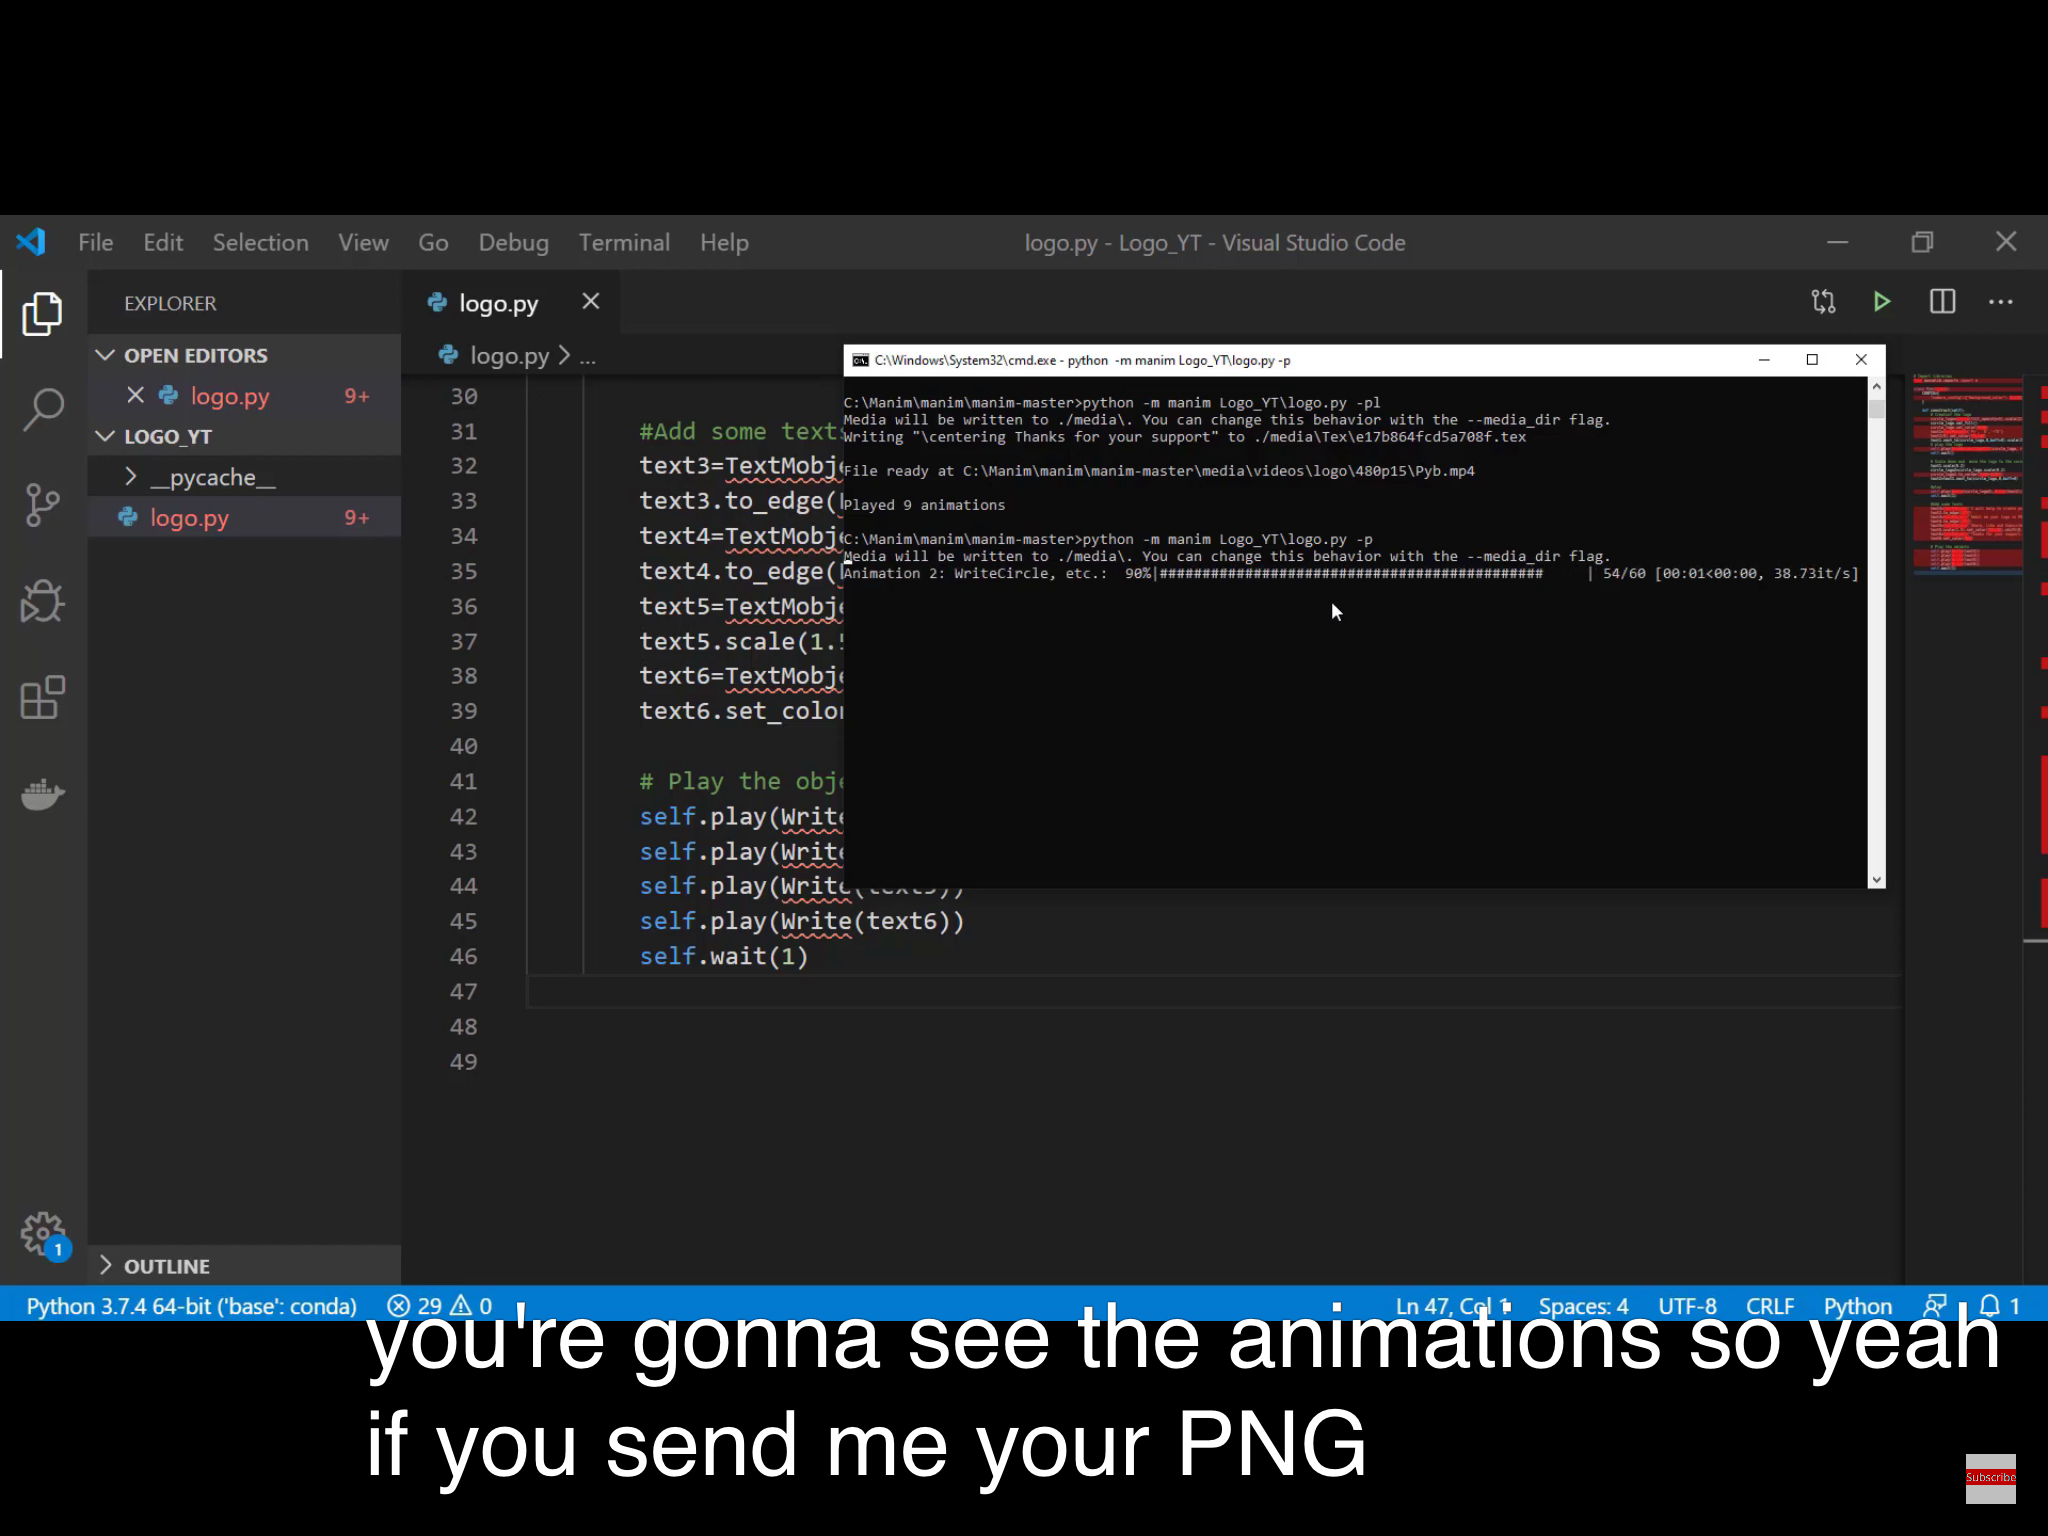 File Edit Selection View Go Debug Terminal Help
logo.py - Logo_YT - Visual Studio Code
EXPLORER
OPEN EDITORS
logo.py 9+
LOGO_YT
__pycache__
logo.py 9+
OUTLINE
logo.py
logo.py > ...
30
31 #Add some texts
32 text3=TextMobje
33 text3.to_edge(
34 text4=TextMobje
35 text4.to_edge(
36 text5=TextMobje
37 text5.scale(1.5
38 text6=TextMobje
39 text6.set_color
40
41 # Play the obje
42 self.play(Write
43 self.play(Write
44 self.play(Write(text5))
45 self.play(Write(text6))
46 self.wait(1)
47
48
49
C:\Windows\System32\cmd.exe - python -m manim Logo_YT\logo.py -p
C:\Manim\manim\manim-master>python -m manim Logo_YT\logo.py -pl
Media will be written to ./media\. You can change this behavior with the --media_dir flag.
Writing "\centering Thanks for your support" to ./media\Tex\e17b864fcd5a708f.tex
File ready at C:\Manim\manim\manim-master\media\videos\logo\480p15\Pyb.mp4
Played 9 animations
C:\Manim\manim\manim-master>python -m manim Logo_YT\logo.py -p
Media will be written to ./media\. You can change this behavior with the --media_dir flag.
Animation 2: WriteCircle, etc.: 90%|#############################################     | 54/60 [00:01<00:00, 38.73it/s]
1
Python 3.7.4 64-bit ('base': conda) 29 0
Ln 47, Col 1 Spaces: 4 UTF-8 CRLF Python 1
you're gonna see the animations so yeah
if you send me your PNG
Subscribe